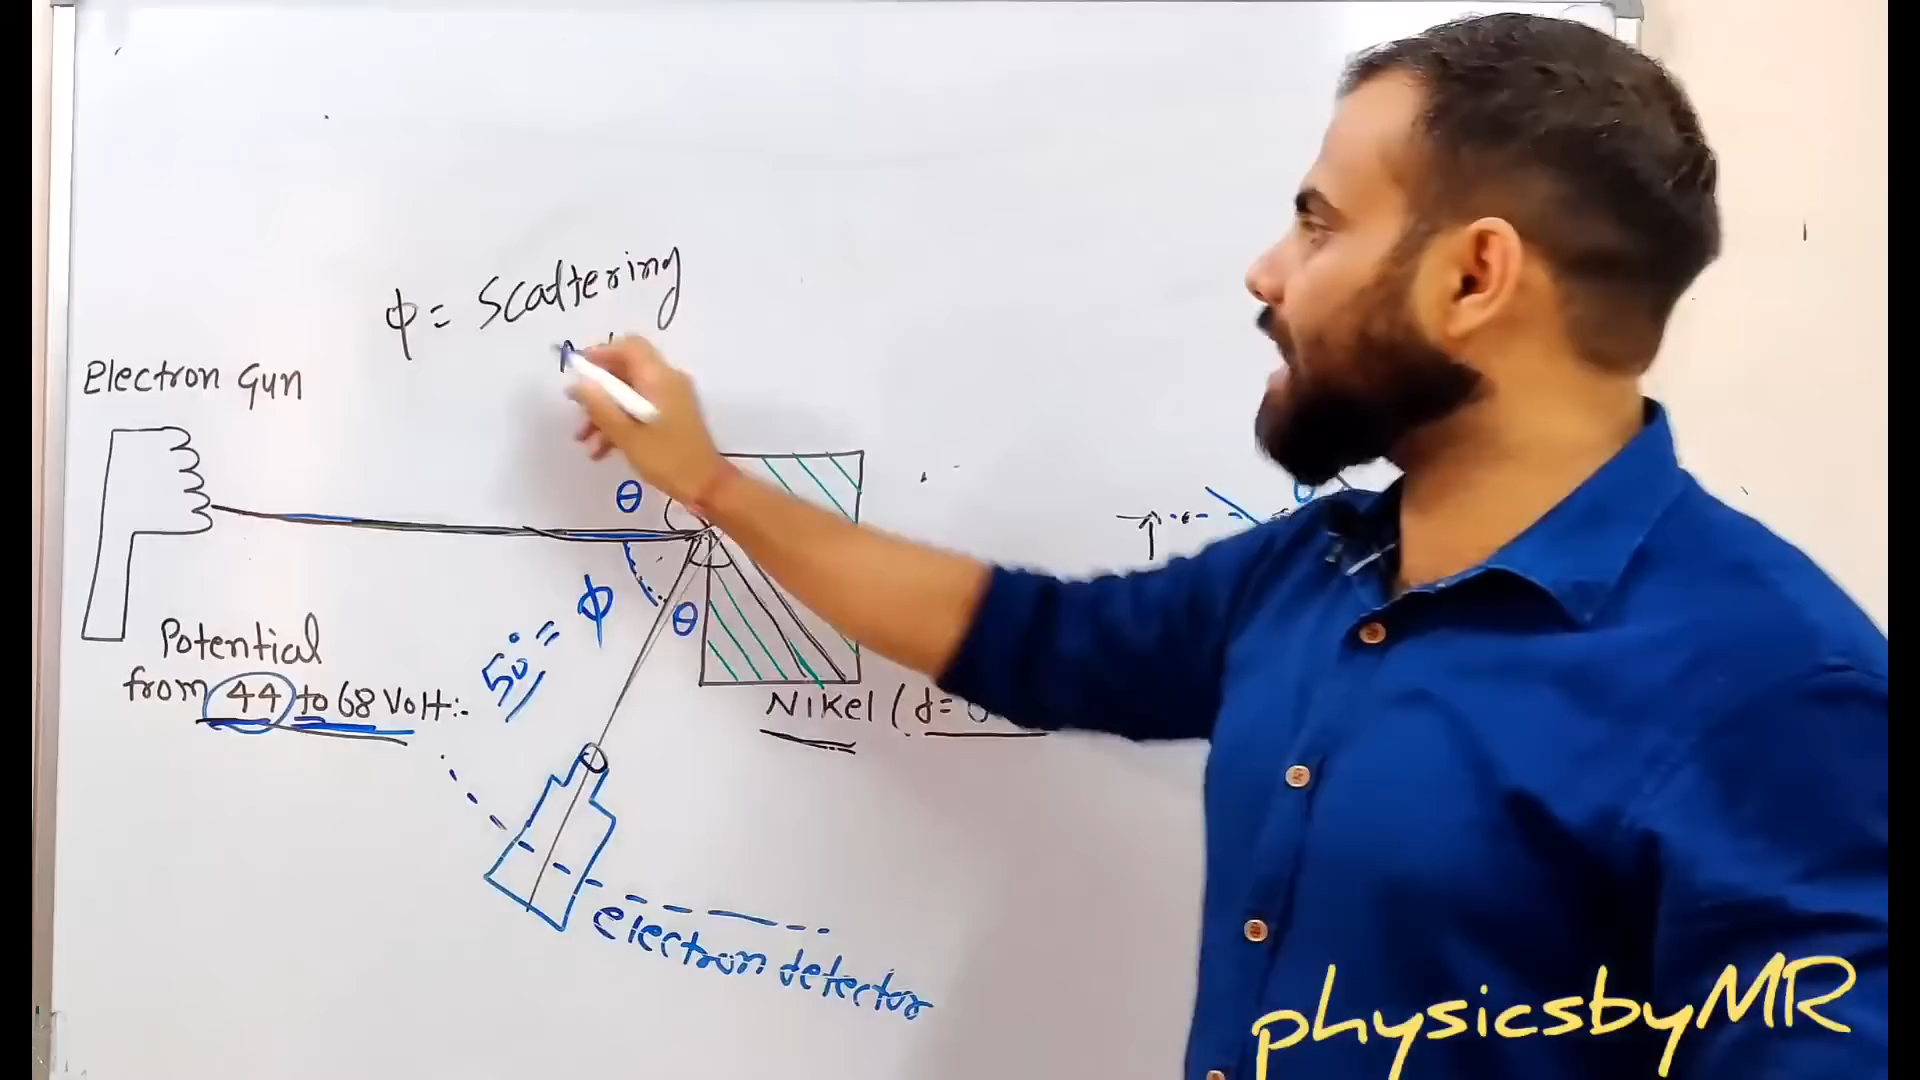 ϕ = Scattering
Electron Gun
θ
ϕ
θ
50° =
Potential
from 44 to 68 Volt:-
Nikel (d=
θ
electron detector
physicsbyMR